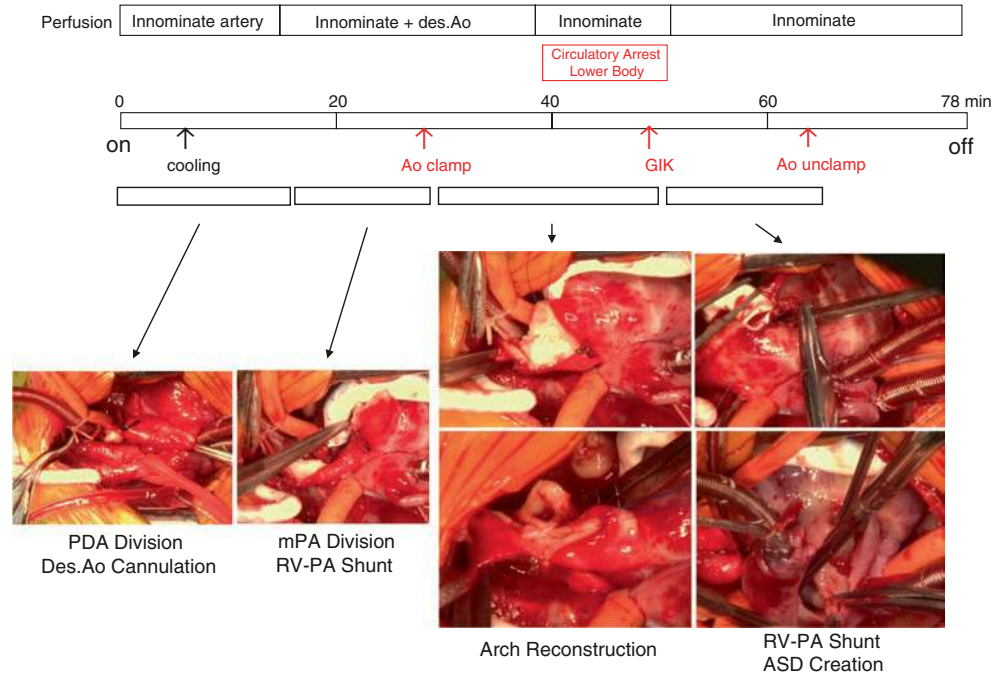 Perfusion
Innominate artery
Innominate + des.Ao
Innominate
Innominate
Circulatory Arrest
Lower Body
0
20
40
60
78 min
on
off
cooling
Ao clamp
GIK
Ao unclamp
PDA Division
Des.Ao Cannulation
mPA Division
RV-PA Shunt
Arch Reconstruction
RV-PA Shunt
ASD Creation